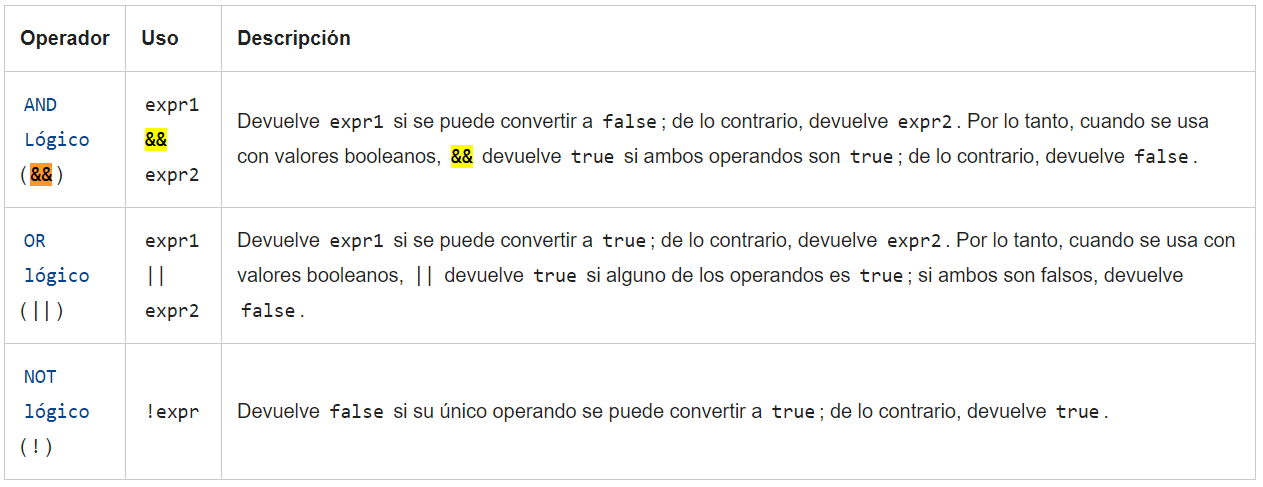 Operador Uso Descripción
AND
Lógico
(&&)
expr1
&&
expr2
Devuelve expr1 si se puede convertir a false; de lo contrario, devuelve expr2. Por lo tanto, cuando se usa
con valores booleanos, && devuelve true si ambos operandos son true; de lo contrario, devuelve false.
OR
lógico
(||)
expr1
||
expr2
Devuelve expr1 si se puede convertir a true; de lo contrario, devuelve expr2. Por lo tanto, cuando se usa con
valores booleanos, || devuelve true si alguno de los operandos es true; si ambos son falsos, devuelve
false.
NOT
lógico
(!)
!expr
Devuelve false si su único operando se puede convertir a true; de lo contrario, devuelve true.